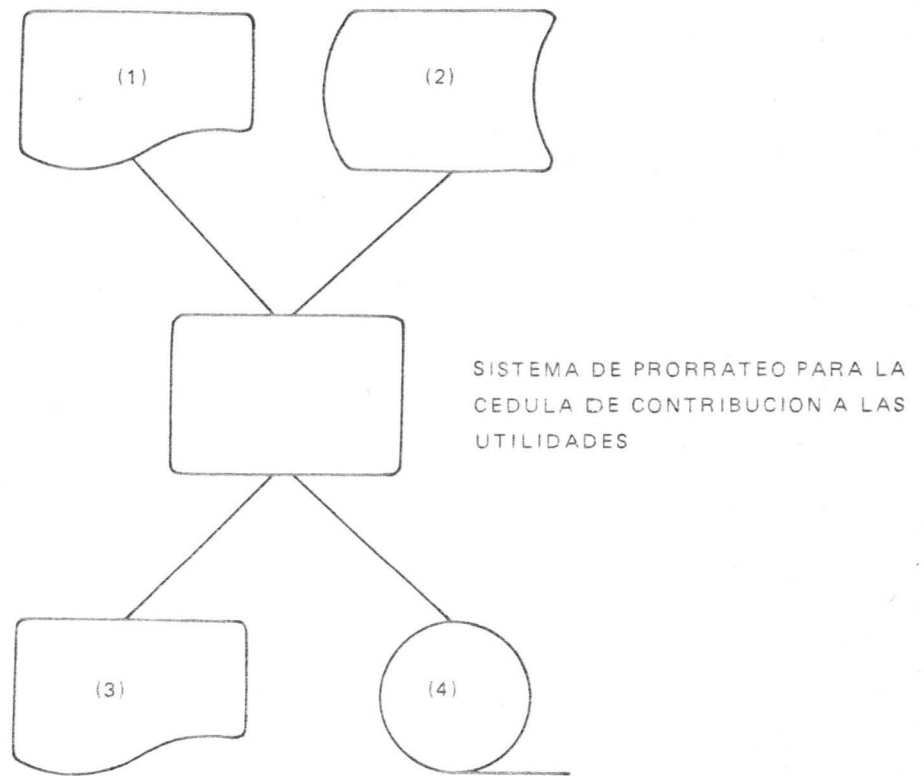 (1)
(2)
SISTEMA DE PRORRATEO PARA LA
CEDULA DE CONTRIBUCION A LAS
UTILIDADES
(3)
(4)